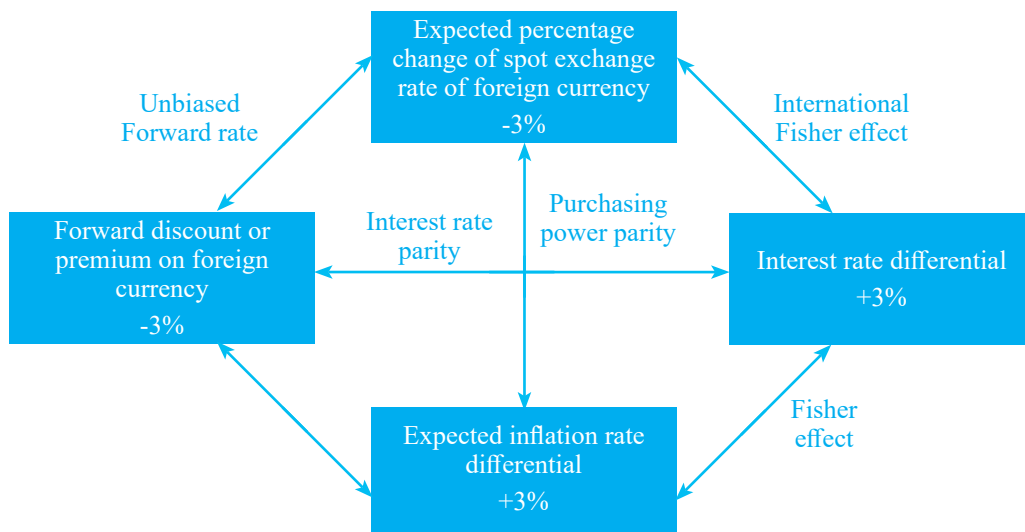 Expected percentage
change of spot exchange
rate of foreign currency
-3%
Unbiased
Forward rate
International
Fisher effect
Forward discount or
premium on foreign
currency
-3%
Interest rate
parity
Purchasing
power parity
Interest rate differential
+3%
Expected inflation rate
differential
+3%
Fisher
effect